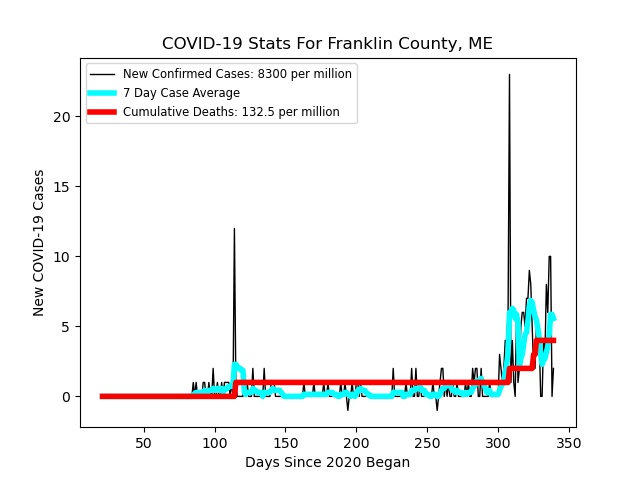 COVID-19 Stats For Franklin County, ME
New Confirmed Cases: 8300 per million
7 Day Case Average
Cumulative Deaths: 132.5 per million
New COVID-19 Cases
20
15
10
5
0
50 100 150 200 250 300 350
Days Since 2020 Began